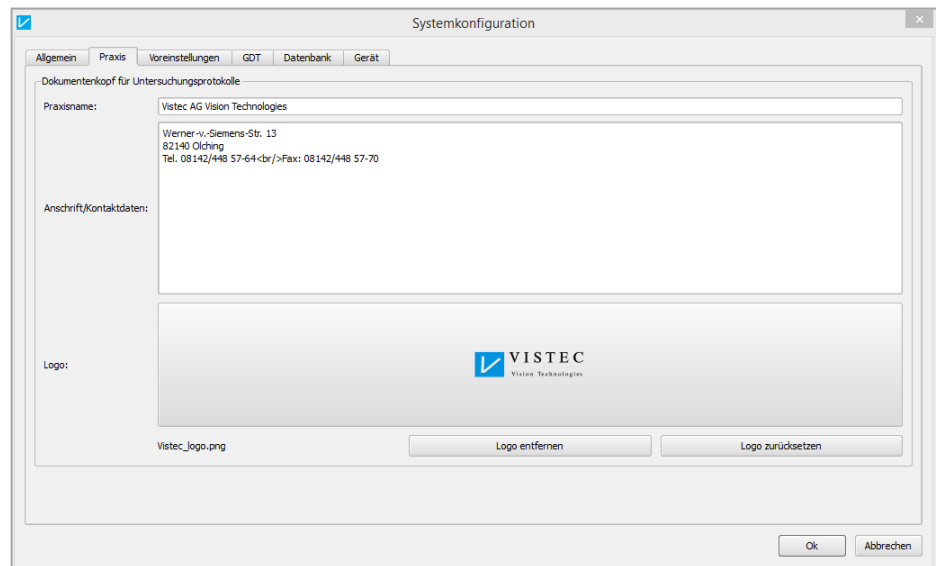 Systemkonfiguration
Allgemein Praxis Voreinstellungen GDT Datenbank Gerät
Dokumentenkopf für Untersuchungsprotokolle
Praxisname: Vistec AG Vision Technologies
Werner-v.-Siemens-Str. 13
82140 Olching
Tel. 08142/448 57-64<br/>Fax: 08142/448 57-70
Anschrift/Kontaktdaten:
VISTEC
Vision Technologies
Logo:
Vistec_logo.png Logo entfernen Logo zurücksetzen
Ok Abbrechen